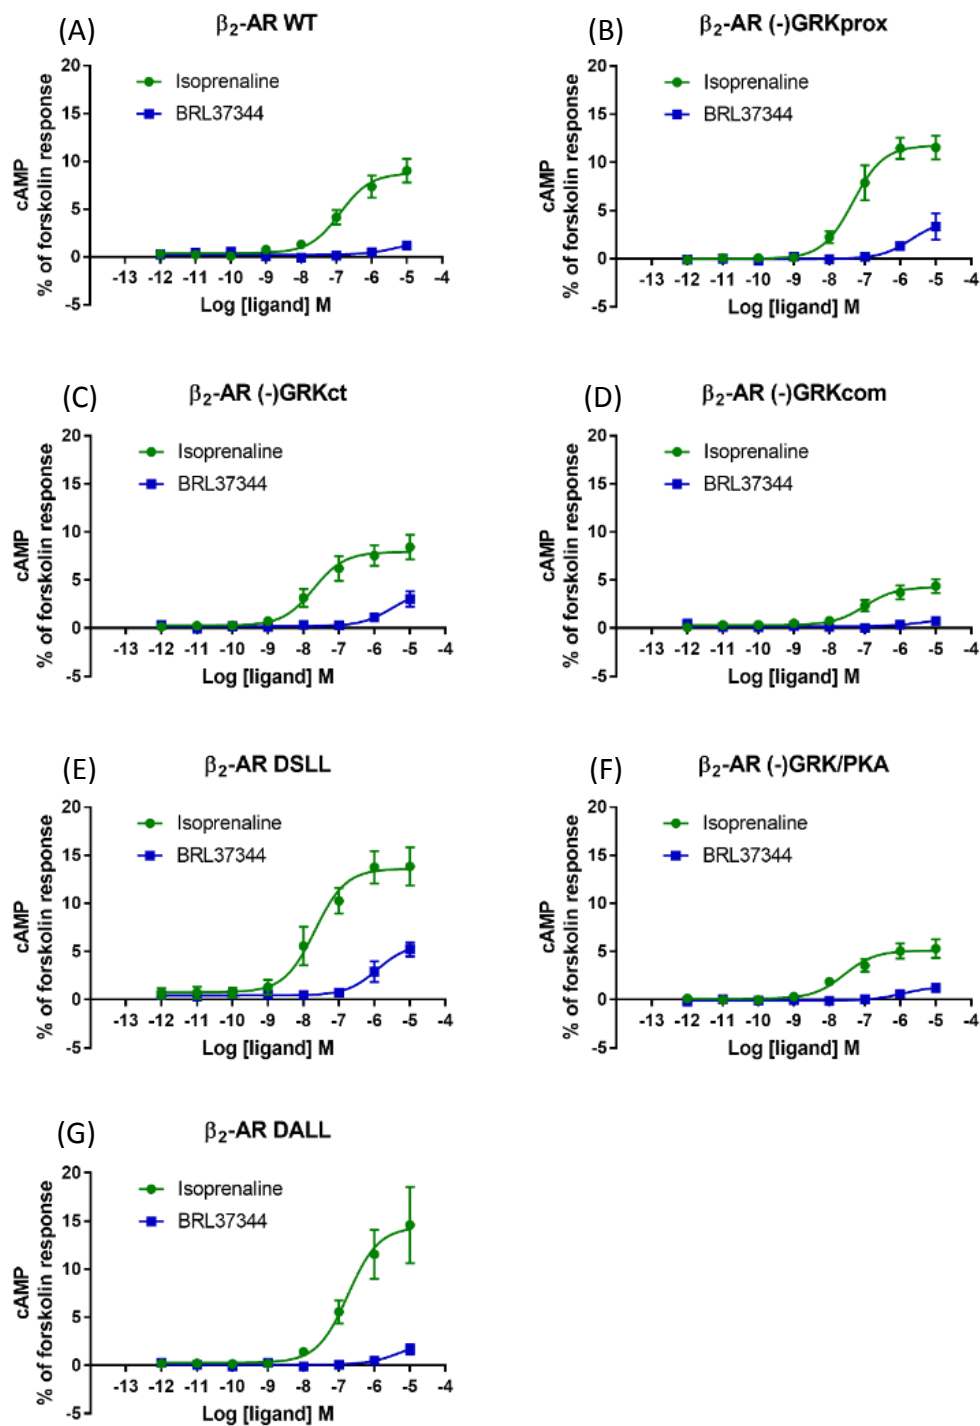 (A)
β2-AR WT
20
15
10
5
0
-5
cAMP
% of forskolin response
Isoprenaline
BRL37344
-13 -12 -11 -10 -9 -8 -7 -6 -5 -4
Log [ligand] M
(B)
β2-AR (-)GRKprox
20
15
10
5
0
-5
cAMP
% of forskolin response
Isoprenaline
BRL37344
-13 -12 -11 -10 -9 -8 -7 -6 -5 -4
Log [ligand] M
(C)
β2-AR (-)GRKct
20
15
10
5
0
-5
cAMP
% of forskolin response
Isoprenaline
BRL37344
-13 -12 -11 -10 -9 -8 -7 -6 -5 -4
Log [ligand] M
(D)
β2-AR (-)GRKcom
20
15
10
5
0
-5
cAMP
% of forskolin response
Isoprenaline
BRL37344
-13 -12 -11 -10 -9 -8 -7 -6 -5 -4
Log [ligand] M
(E)
β2-AR DSLL
20
15
10
5
0
-5
cAMP
% of forskolin response
Isoprenaline
BRL37344
-13 -12 -11 -10 -9 -8 -7 -6 -5 -4
Log [ligand] M
(F)
β2-AR (-)GRK/PKA
20
15
10
5
0
-5
cAMP
% of forskolin response
Isoprenaline
BRL37344
-13 -12 -11 -10 -9 -8 -7 -6 -5 -4
Log [ligand] M
(G)
β2-AR DALL
20
15
10
5
0
-5
cAMP
% of forskolin response
Isoprenaline
BRL37344
-13 -12 -11 -10 -9 -8 -7 -6 -5 -4
Log [ligand] M